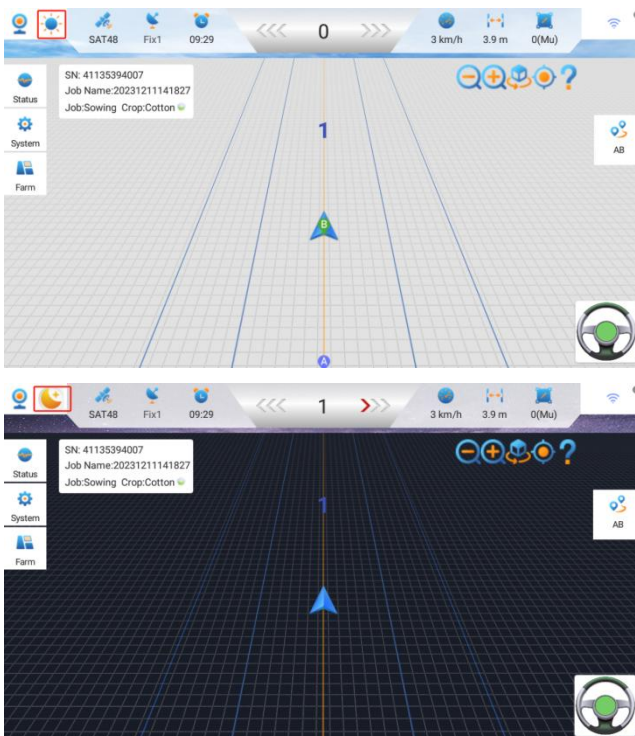 0
SAT48 Fix1 09:29 3 km/h 3.9 m 0(Mu)
SN: 41135394007
Job Name:20231211141827
Job:Sowing Crop:Cotton
Status
System
Farm
?
1
AB
B
A
1
SAT48 Fix1 09:29 3 km/h 3.9 m 0(Mu)
SN: 41135394007
Job Name:20231211141827
Job:Sowing Crop:Cotton
Status
System
Farm
?
1
AB